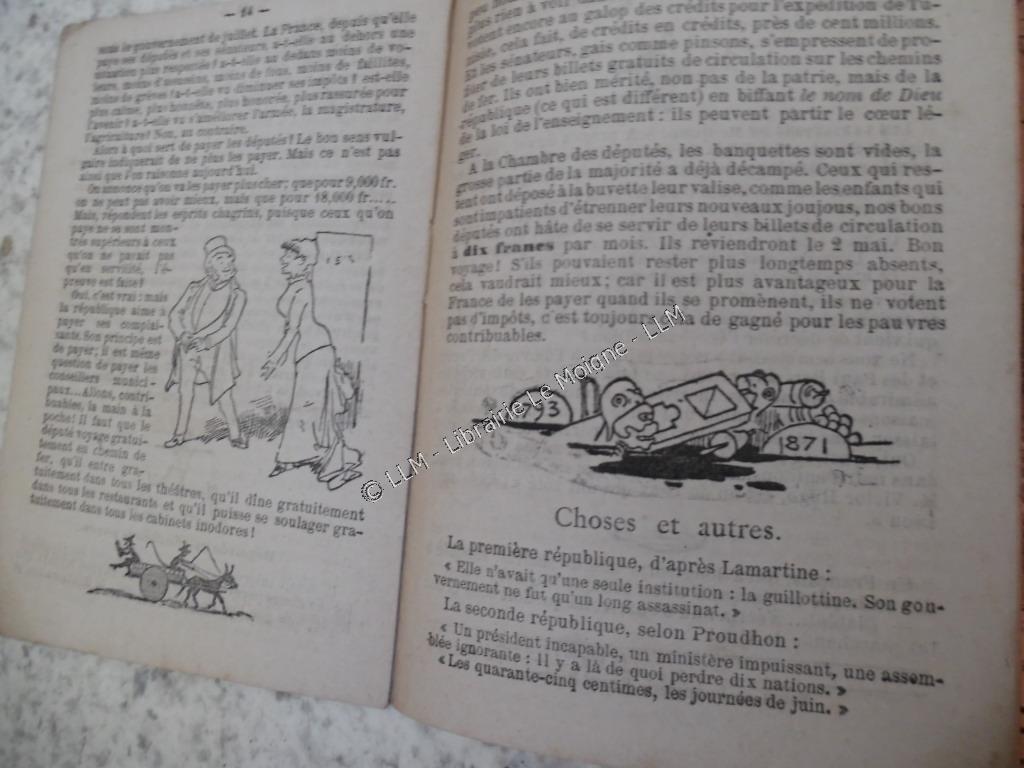 — 14 —
sous le gouvernement de juillet. La France, depuis qu'elle
paye ses députés et ses sénateurs, a-t-elle au dehors une
situation plus respectée? a-t-elle au dedans moins de vo-
leurs, moins d'assassins, moins de fous, moins de faillites,
moins de grèves? a-t-elle vu diminuer ses impôts? est-elle
plus calme, plus honnête, plus honorée, plus rassurée pour
l'avenir? a-t-elle vu s'améliorer l'armée, la magistrature,
l'agriculture? Non, au contraire.
Alors à quoi sert de payer les députés? Le bon sens vul-
gaire indiquerait de ne plus les payer. Mais ce n'est pas
ainsi que l'on raisonne aujourd'hui.
On annonce qu'on va les payer plus cher; que pour 9,000 fr.
on ne peut pas avoir mieux, mais que pour 18,000 fr.....
Mais, répondent les esprits chagrins, puisque ceux qu'on
paye ne se sont mon-
trés supérieurs à ceux
qu'on ne payait pas
qu'en servilité, l'é-
preuve est faite!
Oui, c'est vrai: mais
la république aime à
payer ses complai-
sants. Son principe est
de payer; il est même
question de payer les
conseillers munici-
paux...Allons, contri-
buables, la main à la
poche! il faut que le
député voyage gratui-
tement en chemin de
fer, qu'il entre gra-
tuitement dans tous les théâtres, qu'il dîne gratuitement
dans tous les restaurants et qu'il puisse se soulager gra-
tuitement dans tous les cabinets inodores!
plus rien à voir
votent encore au galop des crédits pour l'expédition de Tu-
nisie, cela fait, de crédits en crédits, près de cent millions.
Et les sénateurs, gais comme pinsons, s'empressent de pro-
fiter de leurs billets gratuits de circulation sur les chemins
de fer. Ils ont bien mérité, non pas de la patrie, mais de la
république (ce qui est différent) en biffant le nom de Dieu
de la loi de l'enseignement : ils peuvent partir le cœur lé-
ger.
A la Chambre des députés, les banquettes sont vides, la
grosse partie de la majorité a déjà décampé. Ceux qui res-
tent ont déposé à la buvette leur valise, comme les enfants qui
sont impatients d'étrenner leurs nouveaux joujous, nos bons
députés ont hâte de se servir de leurs billets de circulation
à dix francs par mois. Ils reviendront le 2 mai. Bon
voyage! S'ils pouvaient rester plus longtemps absents,
cela vaudrait mieux; car il est plus avantageux pour la
France de les payer quand ils se promènent, ils ne votent
pas d'impôts, c'est toujours cela de gagné pour les pauvres
contribuables.
93
1871
Choses et autres.
La première république, d'après Lamartine :
« Elle n'avait qu'une seule institution : la guillottine. Son gou-
vernement ne fut qu'un long assassinat. »
La seconde république, selon Proudhon :
« Un président incapable, un ministère impuissant, une assem-
blée ignorante : il y a là de quoi perdre dix nations. »
« Les quarante-cinq centimes, les journées de juin. »
© LLM - Librairie Le Moigne - LLM